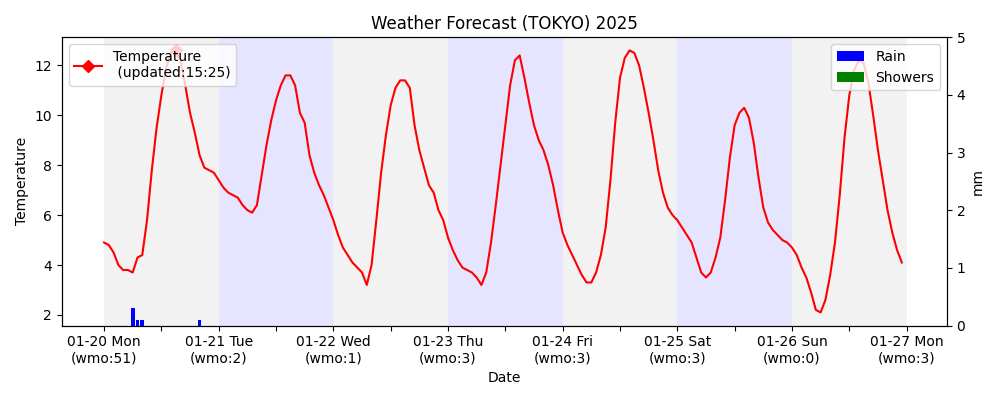 Weather Forecast (TOKYO) 2025
Temperature
(updated:15:25)
Rain
Showers
Temperature
12
10
8
6
4
2
5
4
3
2
1
0
mm
01-20 Mon
(wmo:51)
01-21 Tue
(wmo:2)
01-22 Wed
(wmo:1)
01-23 Thu
(wmo:3)
01-24 Fri
(wmo:3)
01-25 Sat
(wmo:3)
01-26 Sun
(wmo:0)
01-27 Mon
(wmo:3)
Date